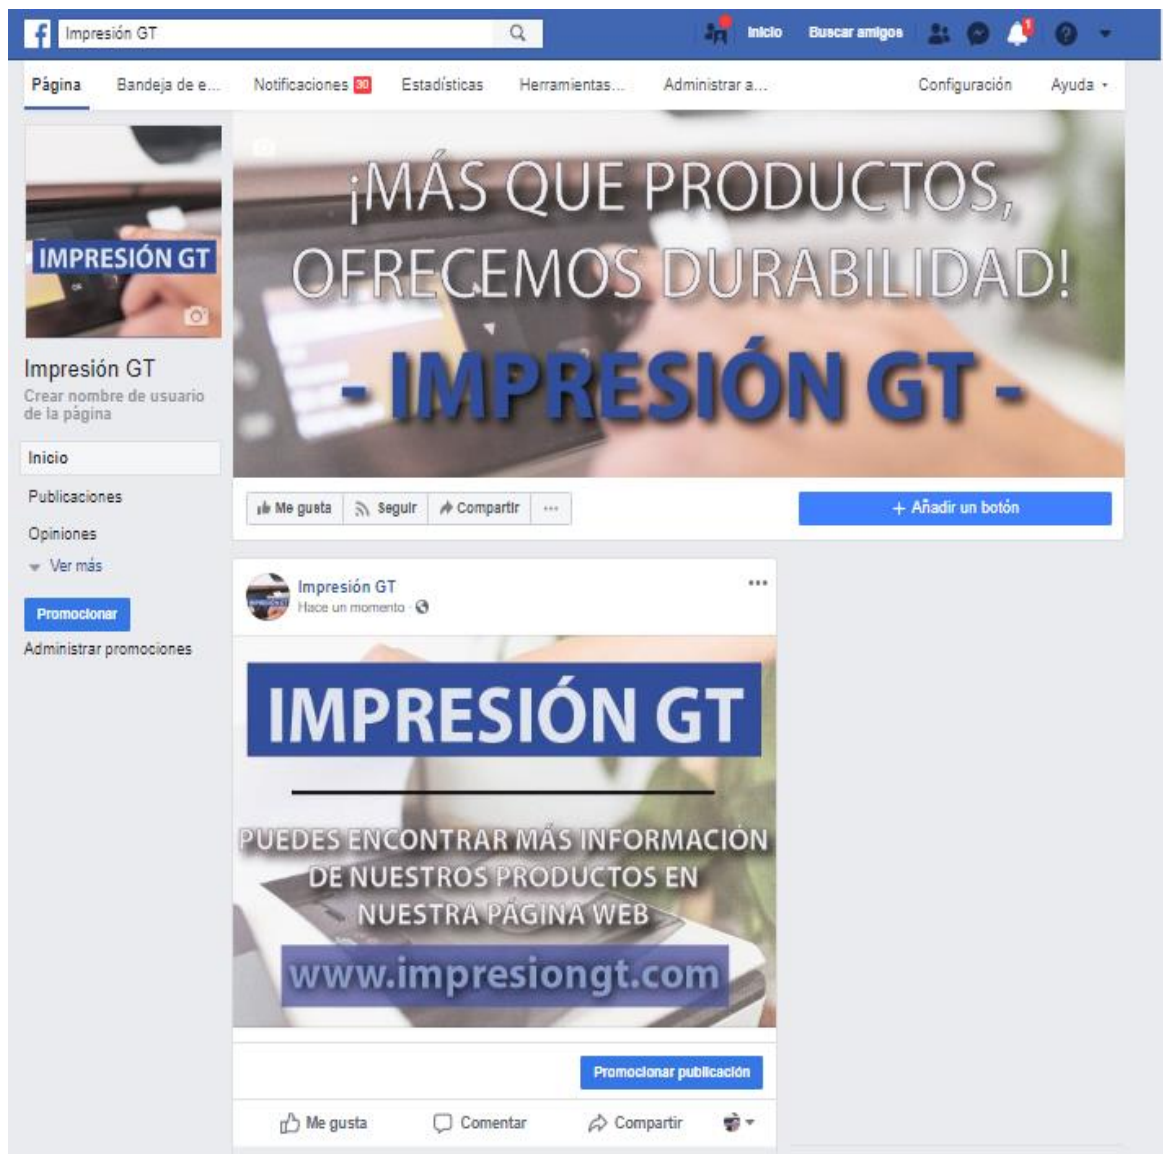 Impresión GT
Inicio
Buscar amigos
1
Página
Bandeja de e...
Notificaciones 30
Estadísticas
Herramientas...
Administrar a...
Configuración
Ayuda
IMPRESIÓN GT
¡MÁS QUE PRODUCTOS,
OFRECEMOS DURABILIDAD!
- IMPRESIÓN GT -
Impresión GT
Crear nombre de usuario
de la página
Inicio
Publicaciones
Opiniones
Ver más
Promocionar
Administrar promociones
Me gusta
Seguir
Compartir
...
+ Añadir un botón
Impresión GT
Hace un momento ·
...
IMPRESIÓN GT
PUEDES ENCONTRAR MÁS INFORMACIÓN
DE NUESTROS PRODUCTOS EN
NUESTRA PÁGINA WEB
www.impresiongt.com
Promocionar publicación
Me gusta
Comentar
Compartir